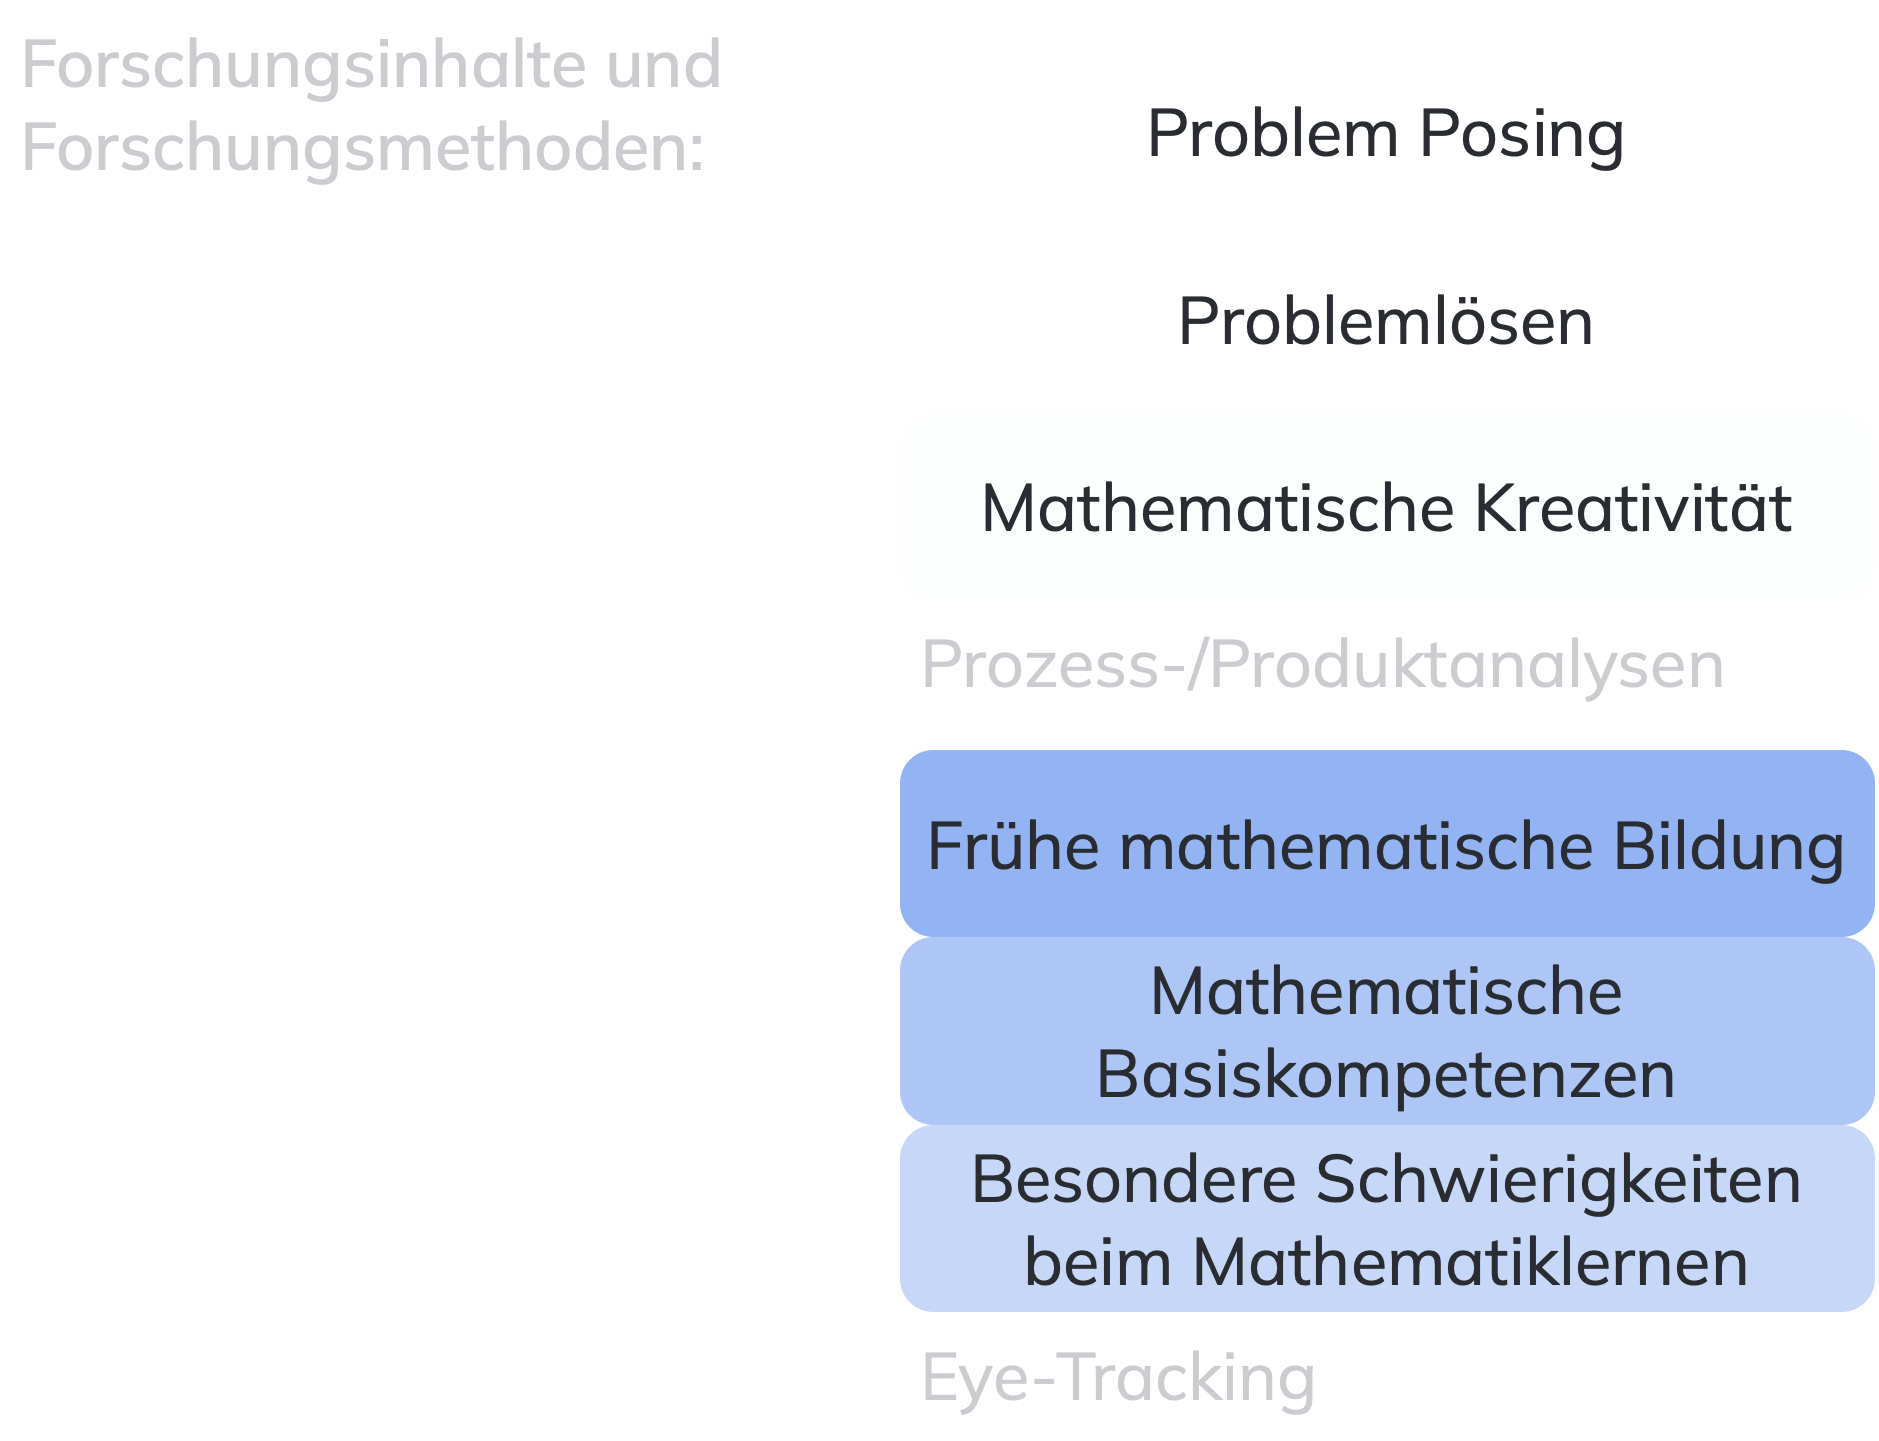 Forschungsinhalte und
Forschungsmethoden:
Problem Posing
Problemlösen
Mathematische Kreativität
Prozess-/Produktanalysen
Frühe mathematische Bildung
Mathematische
Basiskompetenzen
Besondere Schwierigkeiten
beim Mathematiklernen
Eye-Tracking